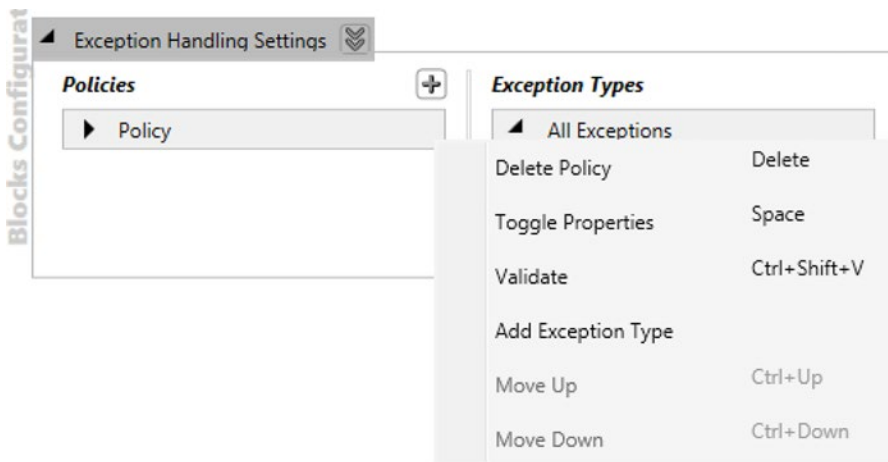 Blocks Configurat
Exception Handling Settings
Policies
Exception Types
Policy
All Exceptions
Delete Policy Delete
Toggle Properties Space
Validate Ctrl+Shift+V
Add Exception Type
Move Up Ctrl+Up
Move Down Ctrl+Down